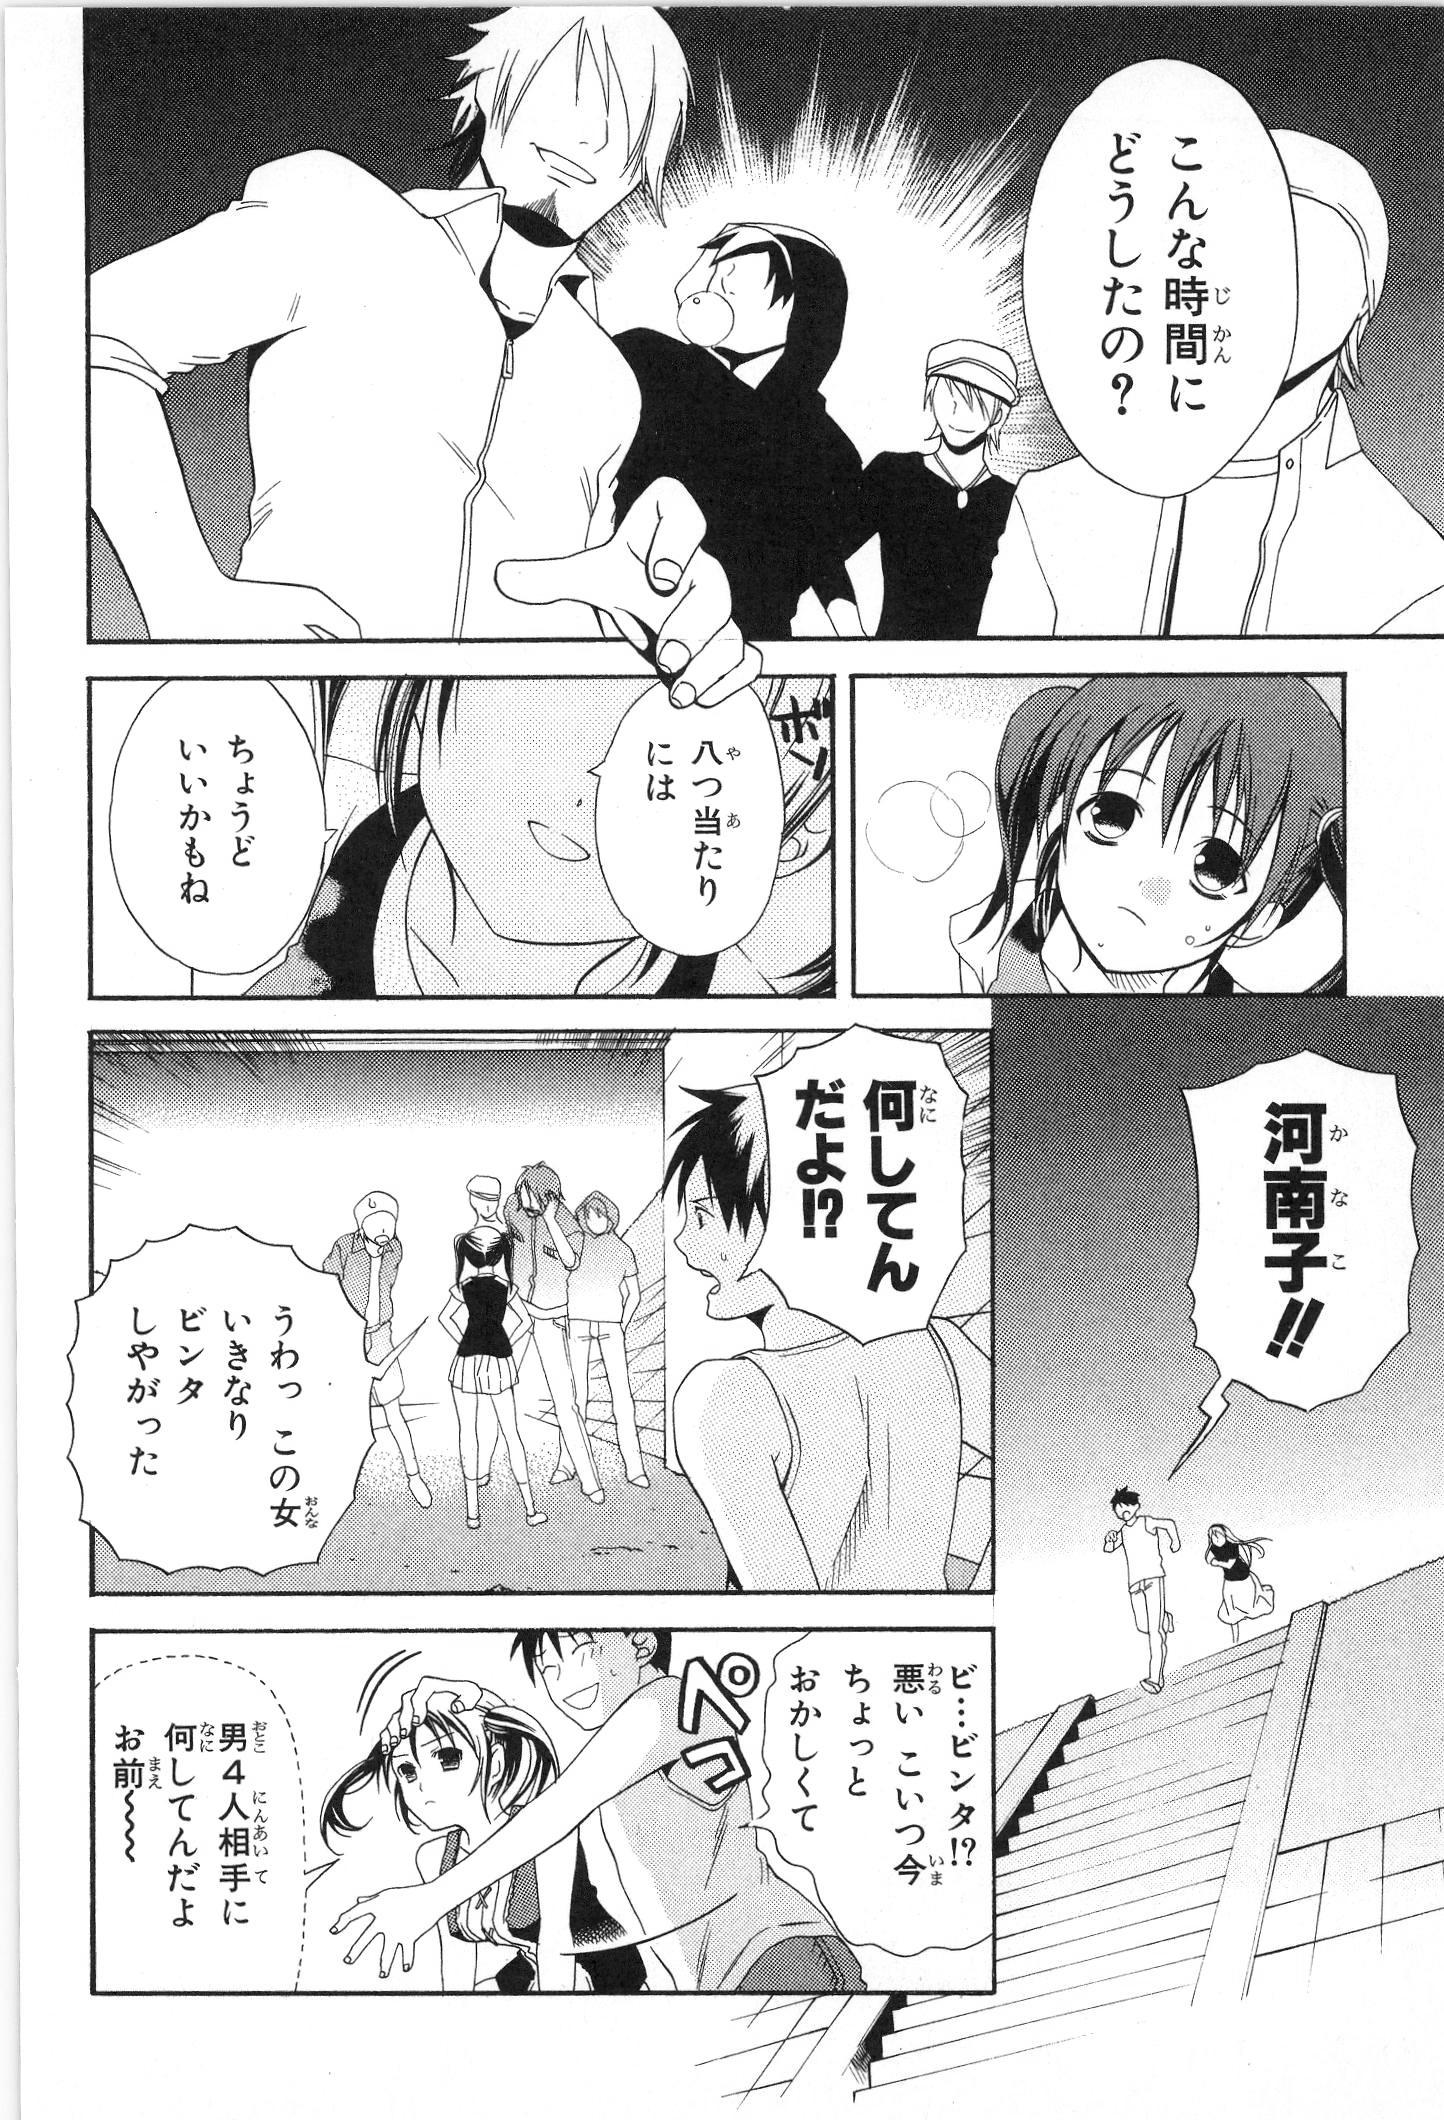 こんな時間に
どうしたの?
ボソッ
八つ当たり
には
ちょうど
いいかもね
河南子!!
何してん
だよ!?
うわっ この女
いきなり
ビンタ
しやがった
ビ…ビンタ!?
悪い こいつ今
ちょっと
おかしくて
ペコ
男4人相手に
何してんだよ
お前～～